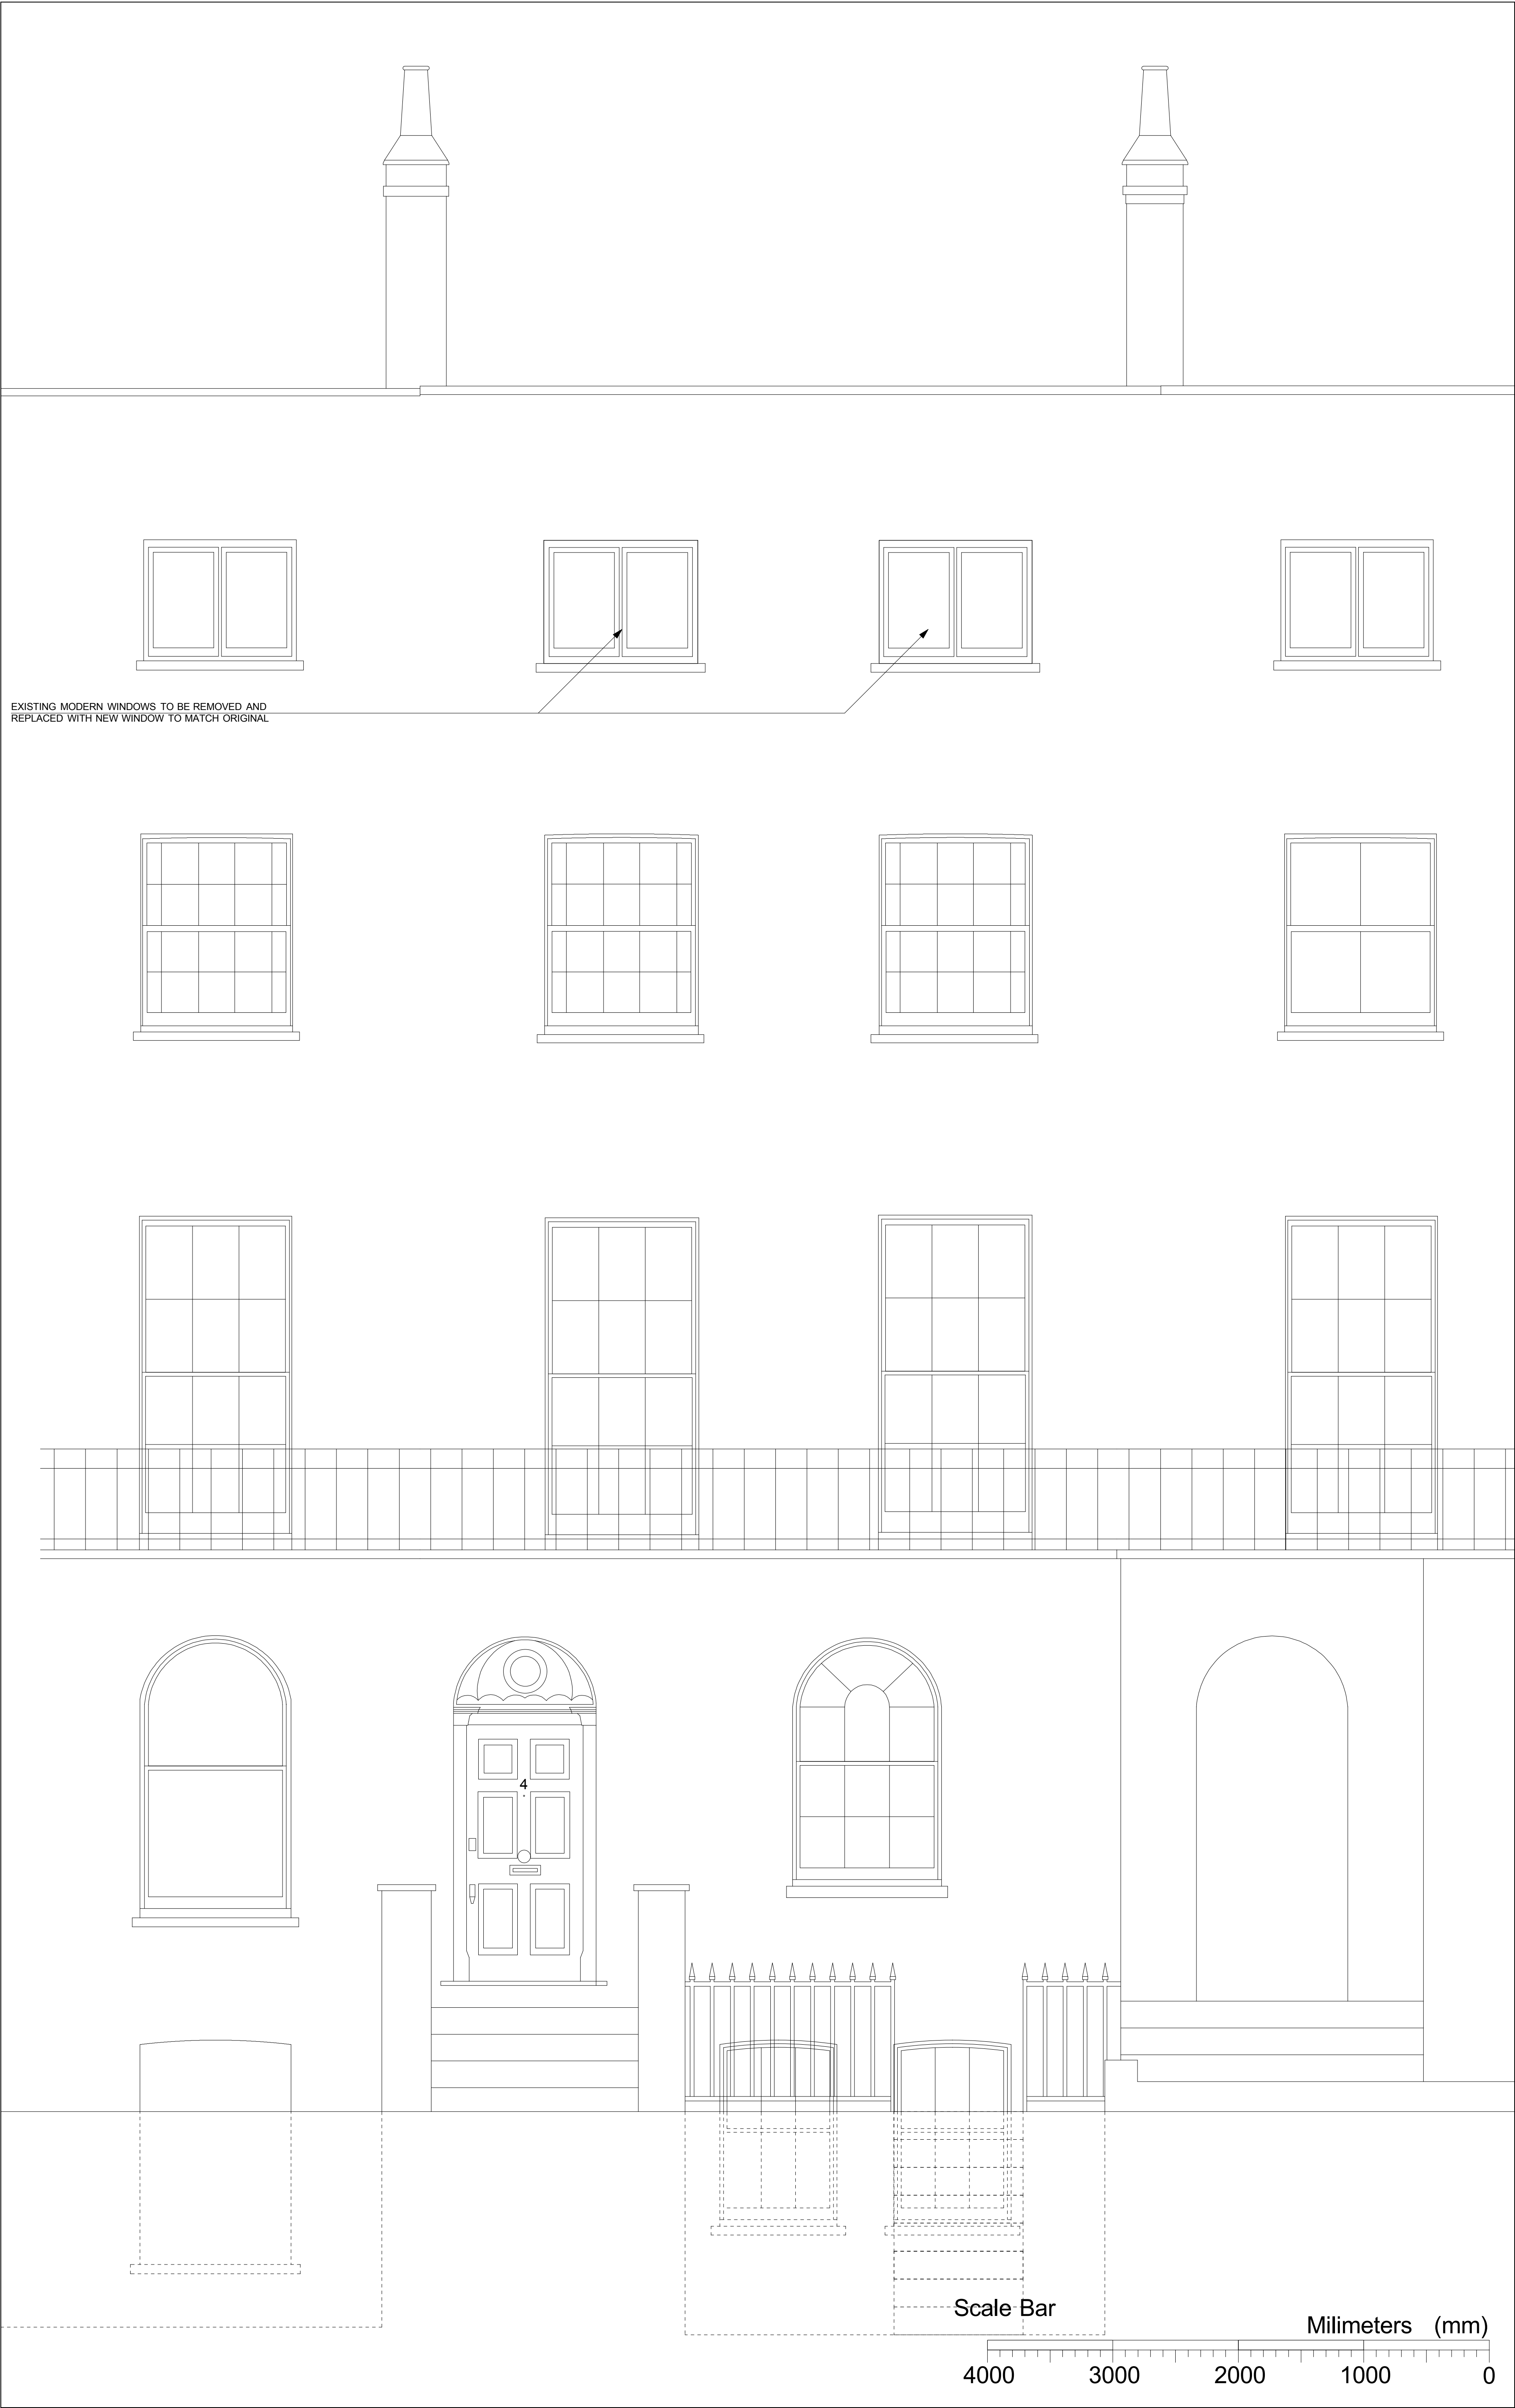 EXISTING MODERN WINDOWS TO BE REMOVED AND
REPLACED WITH NEW WINDOW TO MATCH ORIGINAL
4
Scale Bar
Milimeters (mm)
4000 3000 2000 1000 0